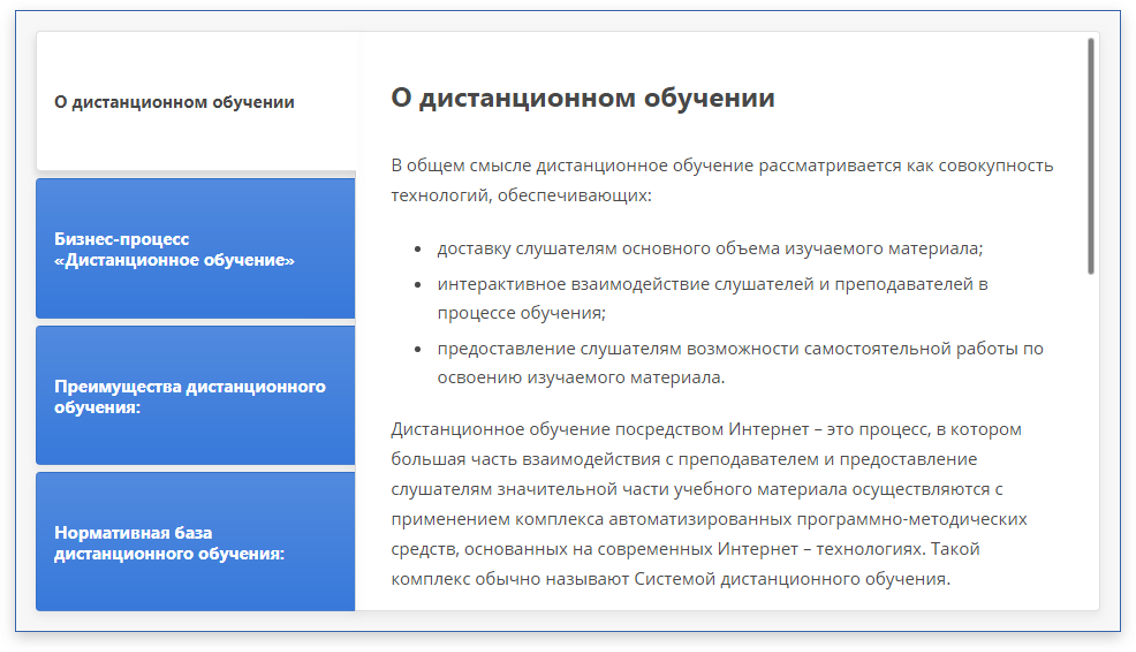 О дистанционном обучении
Бизнес-процесс
«Дистанционное обучение»
Преимущества дистанционного
обучения:
Нормативная база
дистанционного обучения:
О дистанционном обучении
В общем смысле дистанционное обучение рассматривается как совокупность
технологий, обеспечивающих:
• доставку слушателям основного объема изучаемого материала;
• интерактивное взаимодействие слушателей и преподавателей в
процессе обучения;
• предоставление слушателям возможности самостоятельной работы по
освоению изучаемого материала.
Дистанционное обучение посредством Интернет – это процесс, в котором
большая часть взаимодействия с преподавателем и предоставление
слушателям значительной части учебного материала осуществляются с
применением комплекса автоматизированных программно-методических
средств, основанных на современных Интернет – технологиях. Такой
комплекс обычно называют Системой дистанционного обучения.